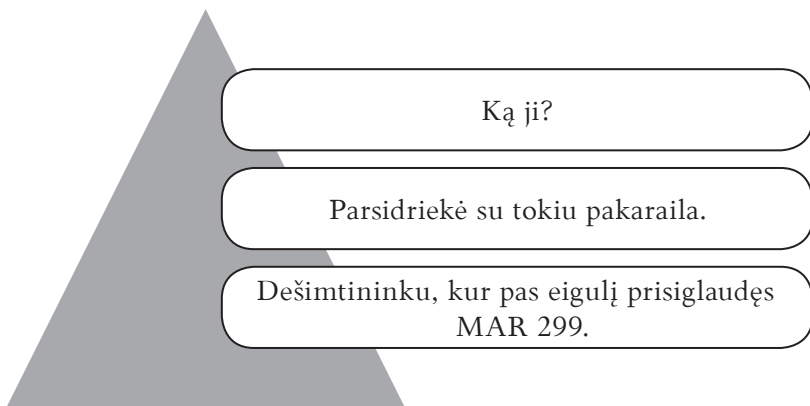 Ką ji?
Parsidriekė su tokiu pakaraila.
Dešimtininku, kur pas eigulį prisiglaudęs
MAR 299.